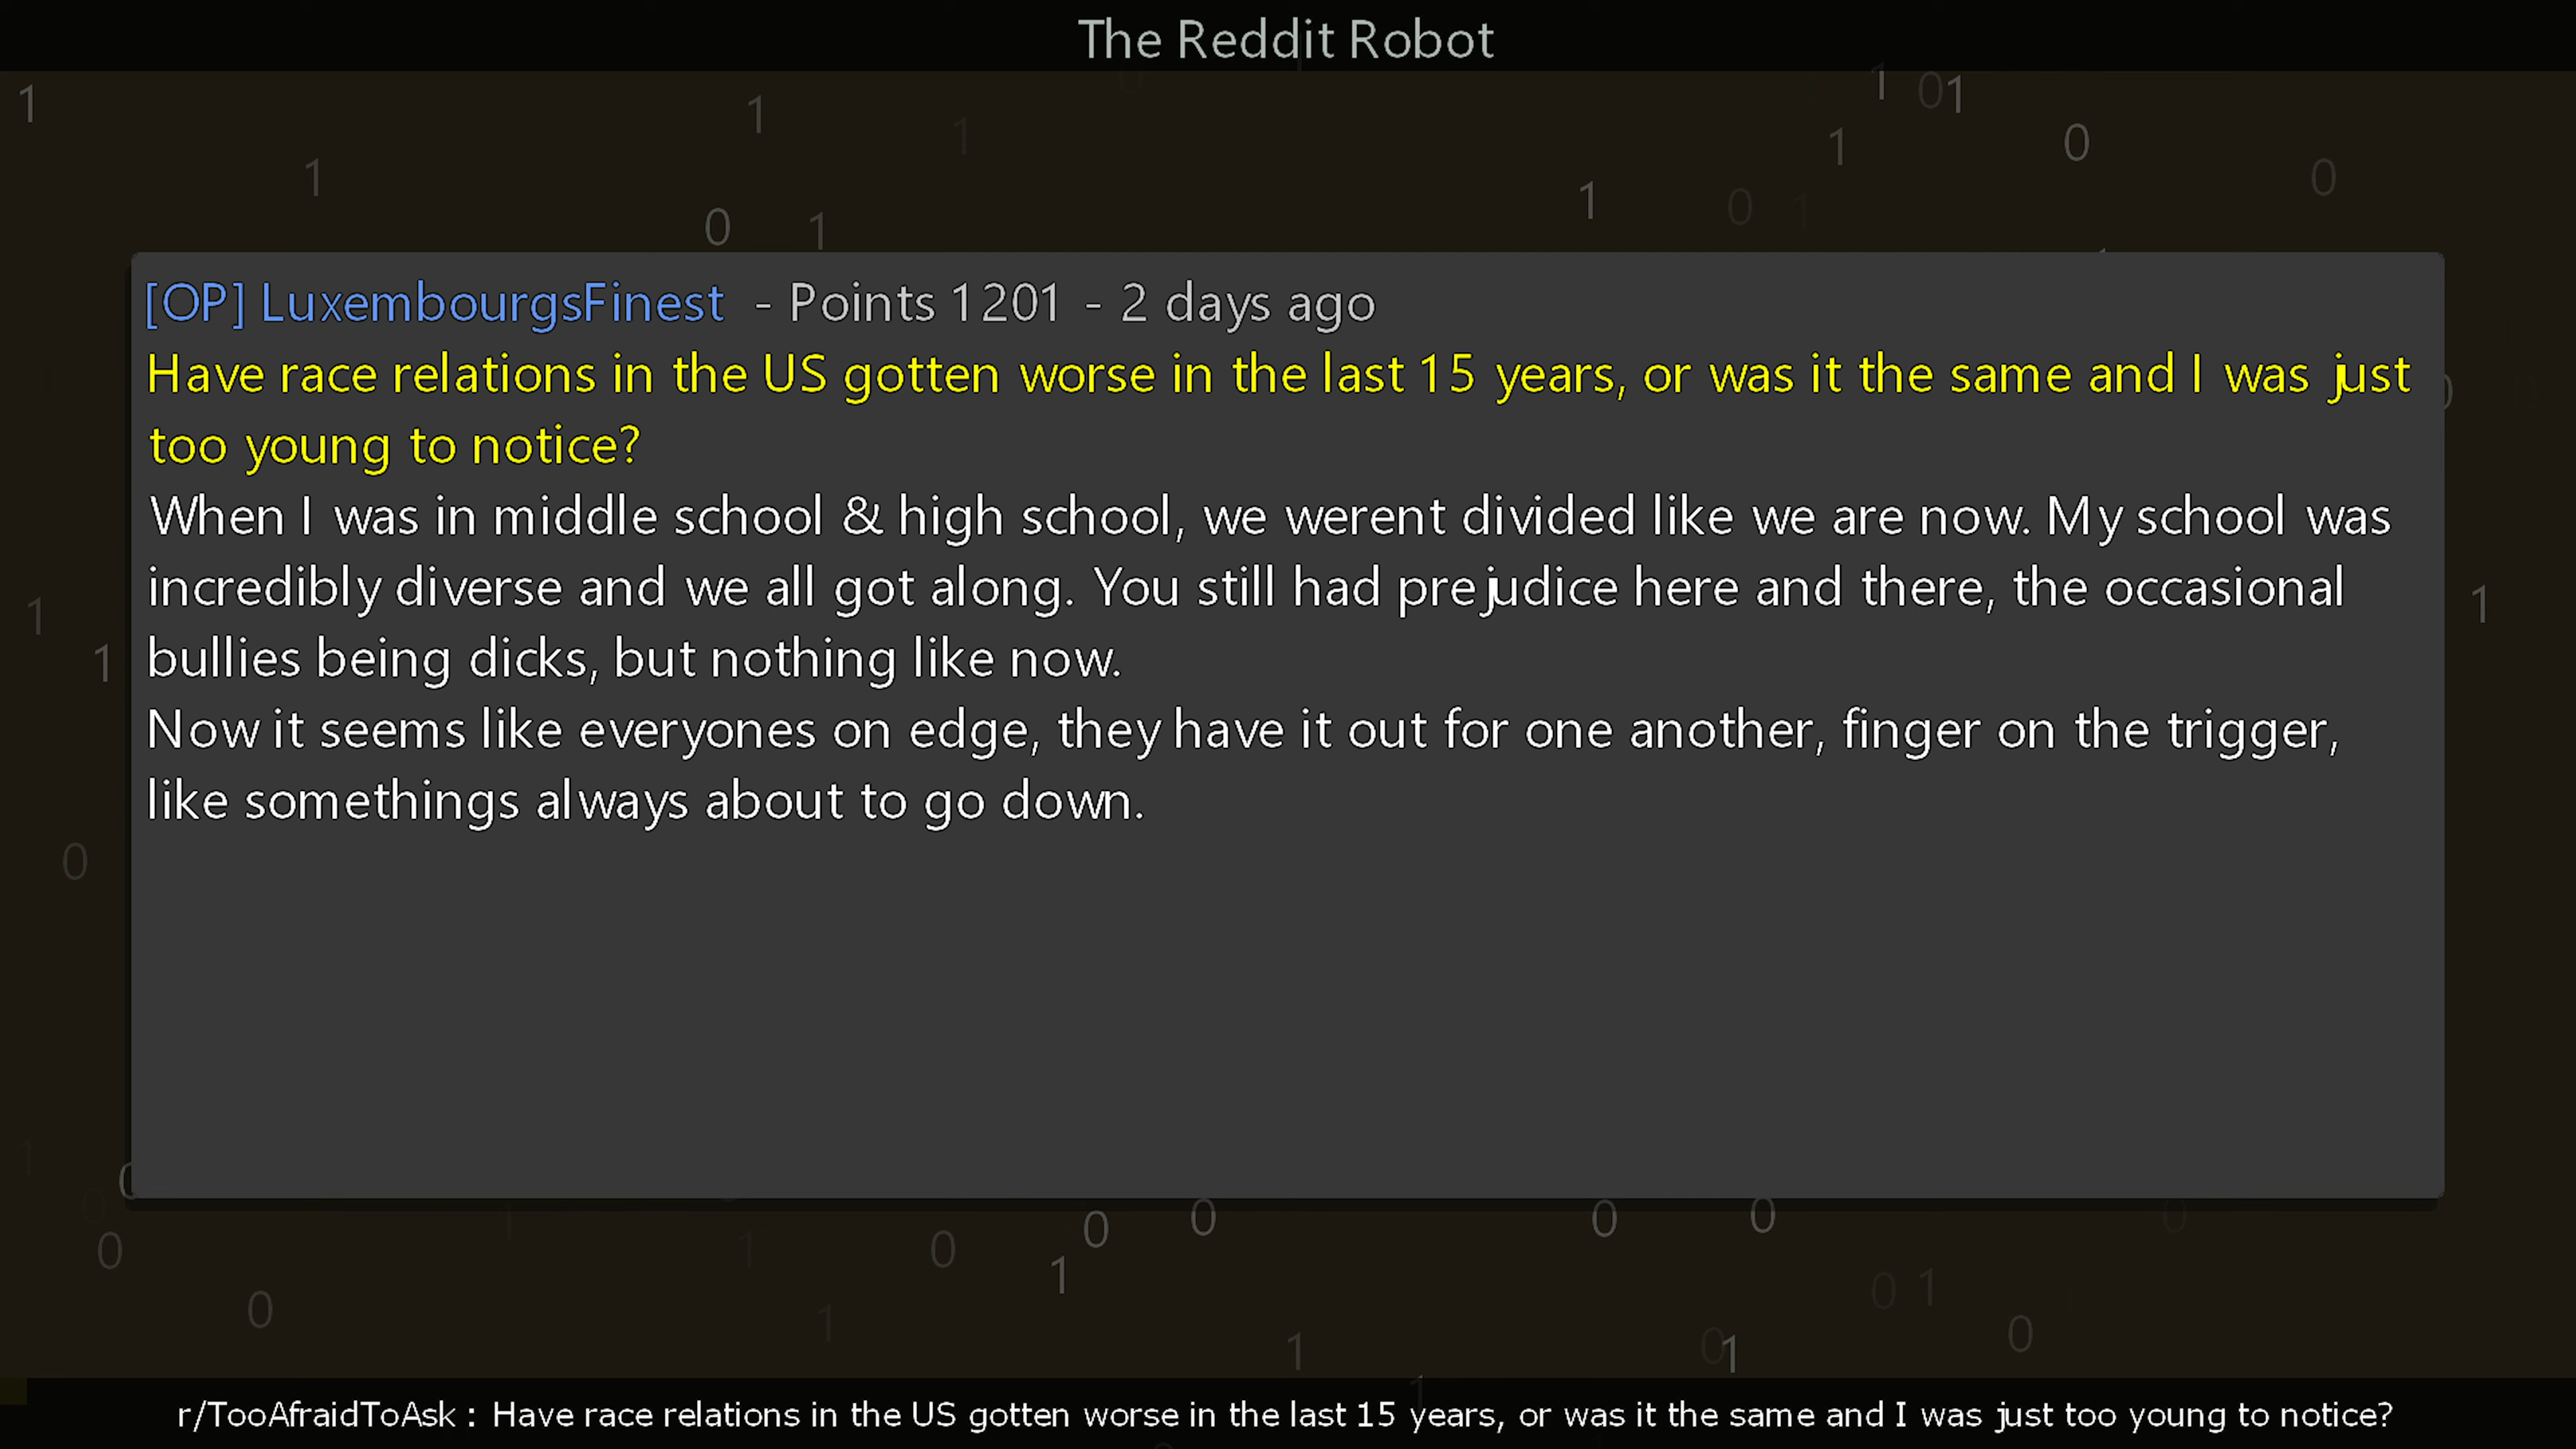 The Reddit Robot
[OP] LuxembourgsFinest - Points 1201 - 2 days ago
Have race relations in the US gotten worse in the last 15 years, or was it the same and I was just
too young to notice?
When I was in middle school & high school, we werent divided like we are now. My school was
incredibly diverse and we all got along. You still had prejudice here and there, the occasional
bullies being dicks, but nothing like now.
Now it seems like everyones on edge, they have it out for one another, finger on the trigger,
like somethings always about to go down.
r/TooAfraidToAsk : Have race relations in the US gotten worse in the last 15 years, or was it the same and I was just too young to notice?